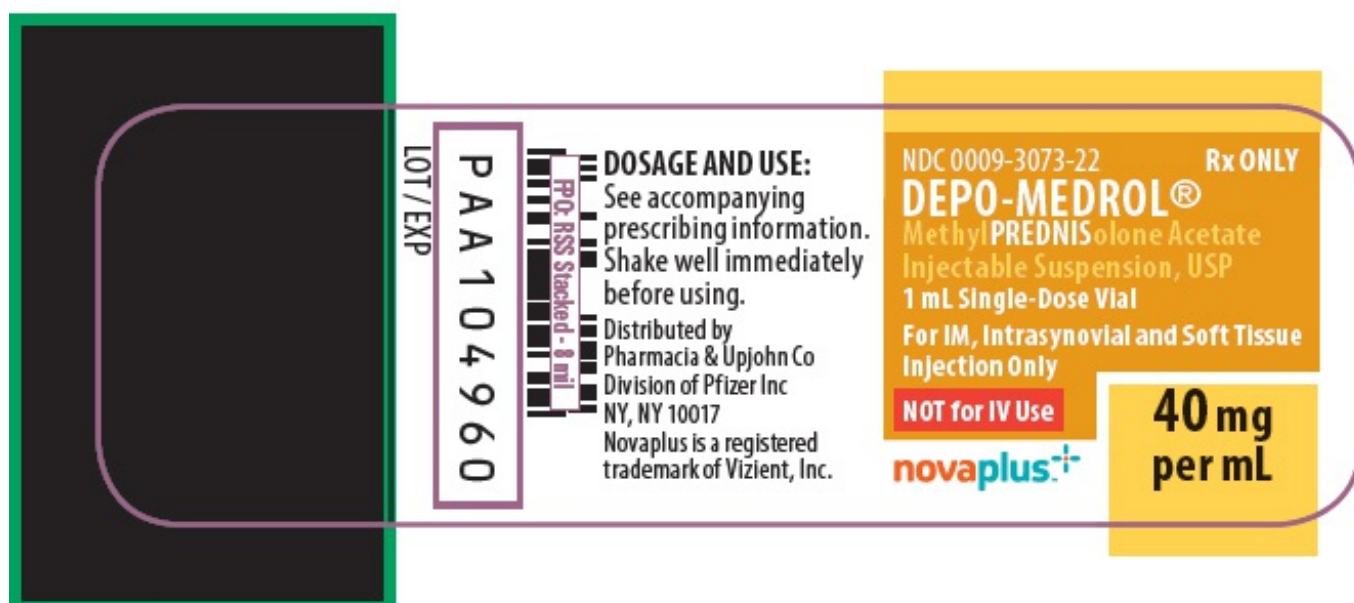 LOT / EXP
PAA104960
PPO: RSS Stacked - 8 mil
DOSAGE AND USE:
See accompanying
prescribing information.
Shake well immediately
before using.
Distributed by
Pharmacia & Upjohn Co
Division of Pfizer Inc
NY, NY 10017
Novaplus is a registered
trademark of Vizient, Inc.
NDC 0009-3073-22 Rx ONLY
DEPO-MEDROL®
MethylPREDNISolone Acetate
Injectable Suspension, USP
1 mL Single-Dose Vial
For IM, Intrasynovial and Soft Tissue
Injection Only
NOT for IV Use
novaplus™
40 mg
per mL